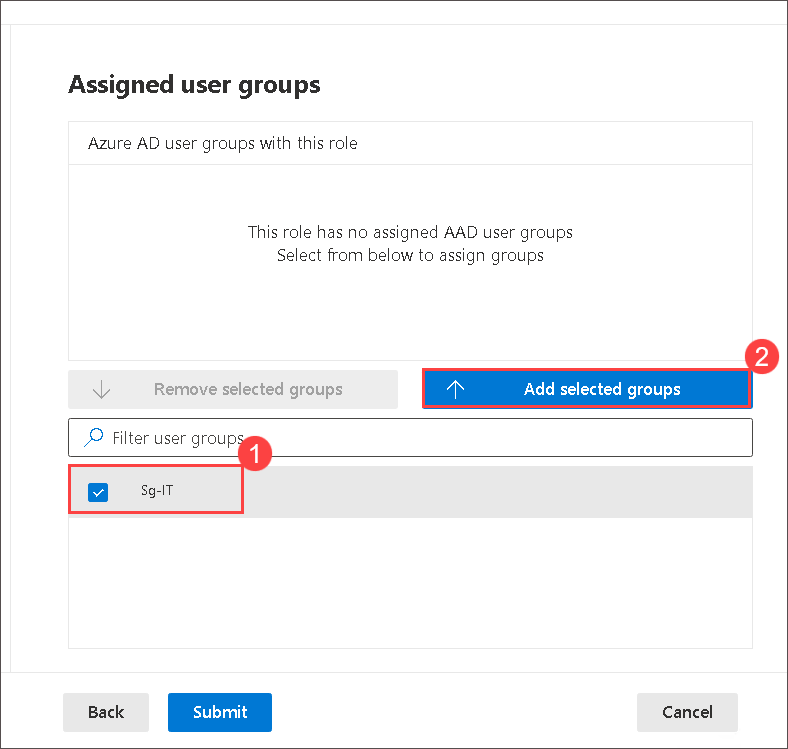 Assigned user groups
Azure AD user groups with this role
This role has no assigned AAD user groups
Select from below to assign groups
2
Remove selected groups
Add selected groups
Filter user groups
1
Sg-IT
Back
Submit
Cancel